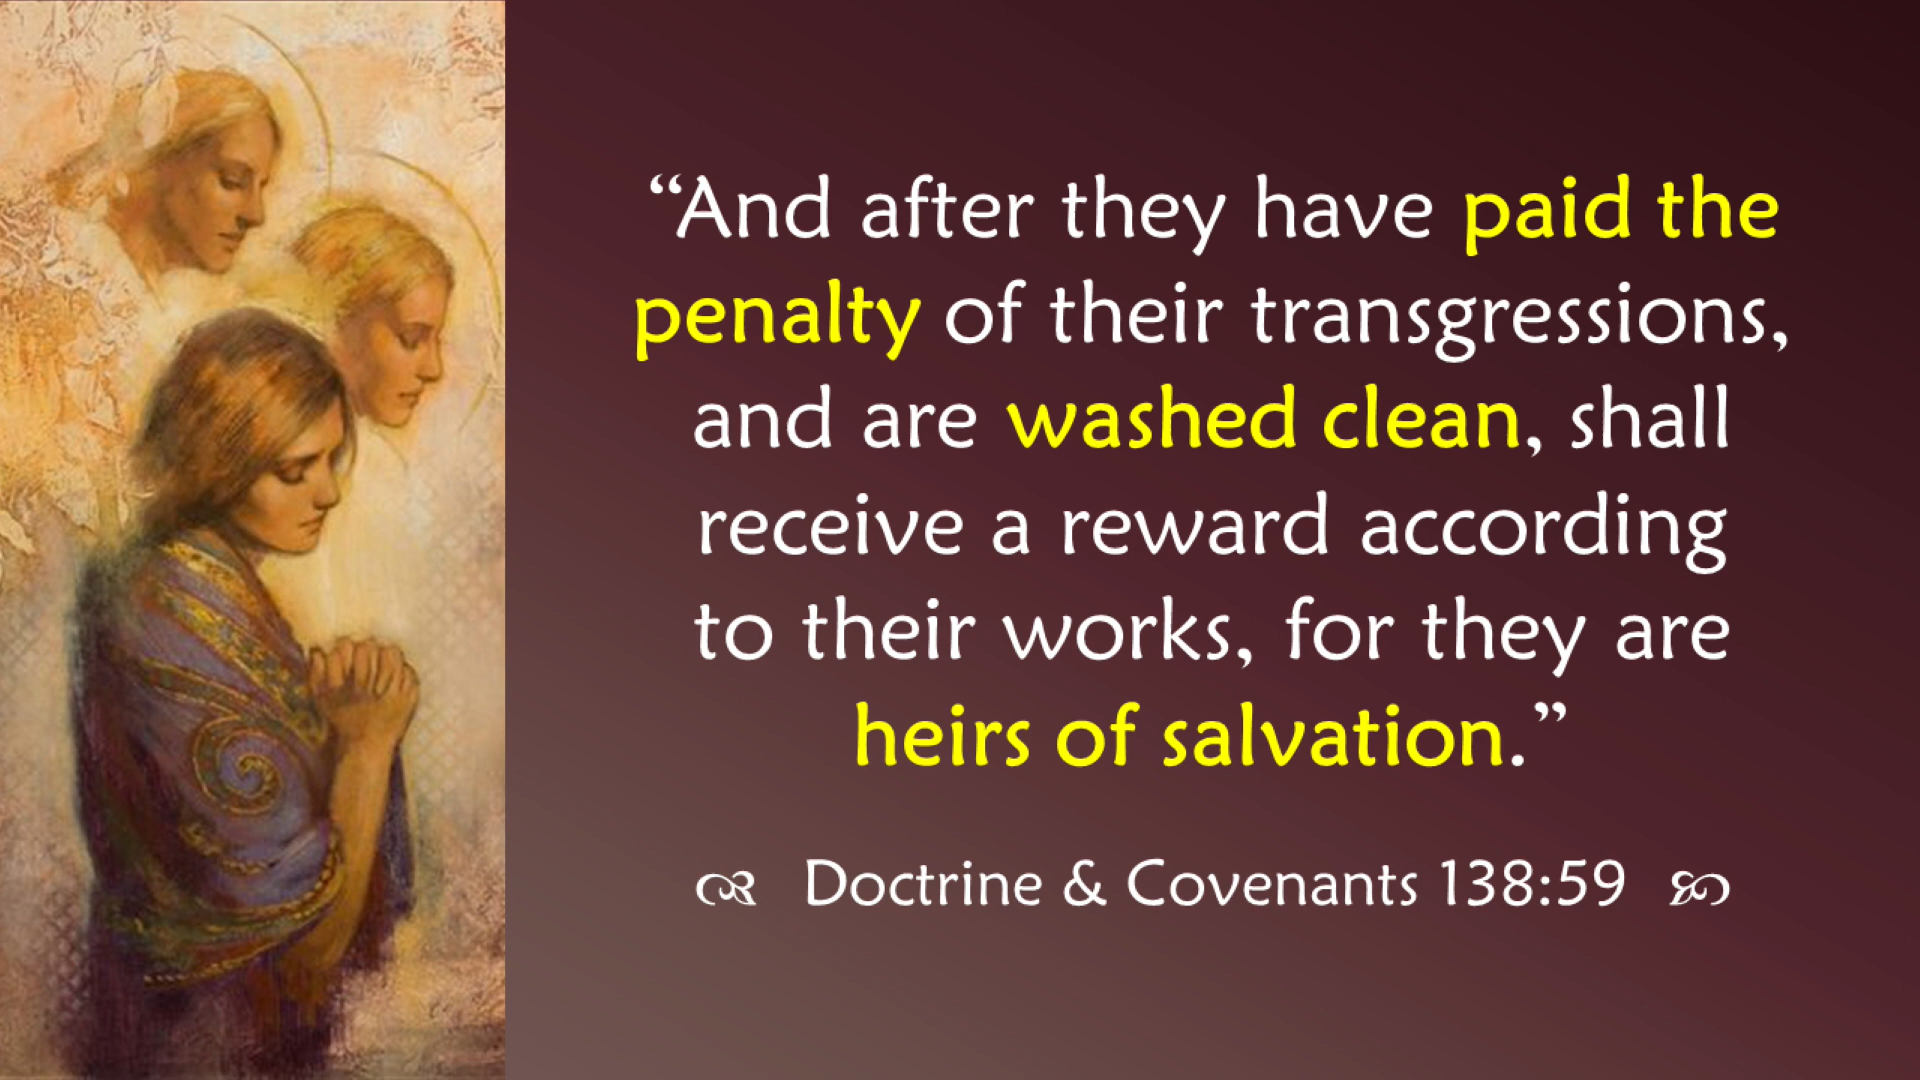 “And after they have paid the
penalty of their transgressions,
and are washed clean, shall
receive a reward according
to their works, for they are
heirs of salvation.”
Doctrine & Covenants 138:59